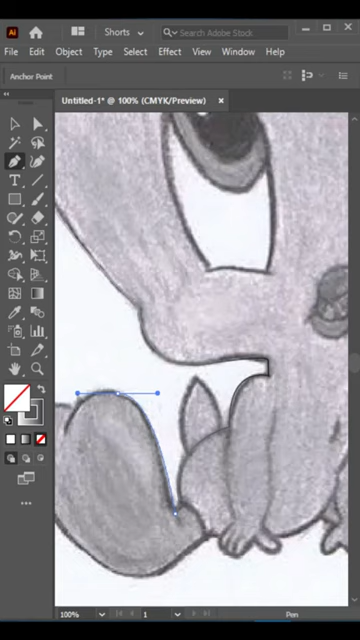 Ai Shorts Search Adobe Stock
File Edit Object Type Select Effect View Window Help
Anchor Point
Untitled-1* @ 100% (CMYK/Preview) ×
T
100% 1 Pen